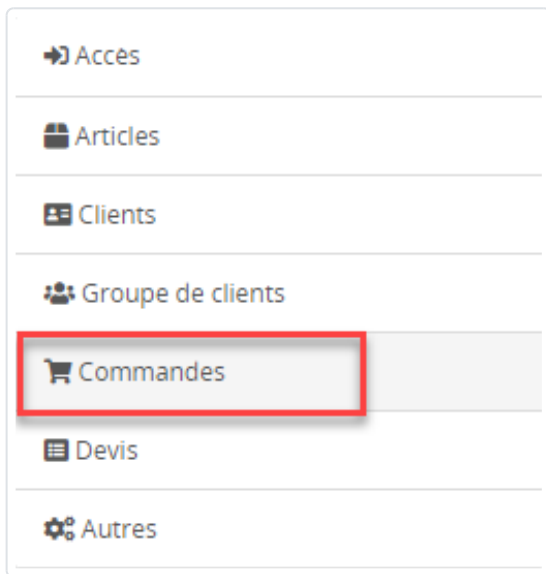 Accès
Articles
Clients
Groupe de clients
Commandes
Devis
Autres